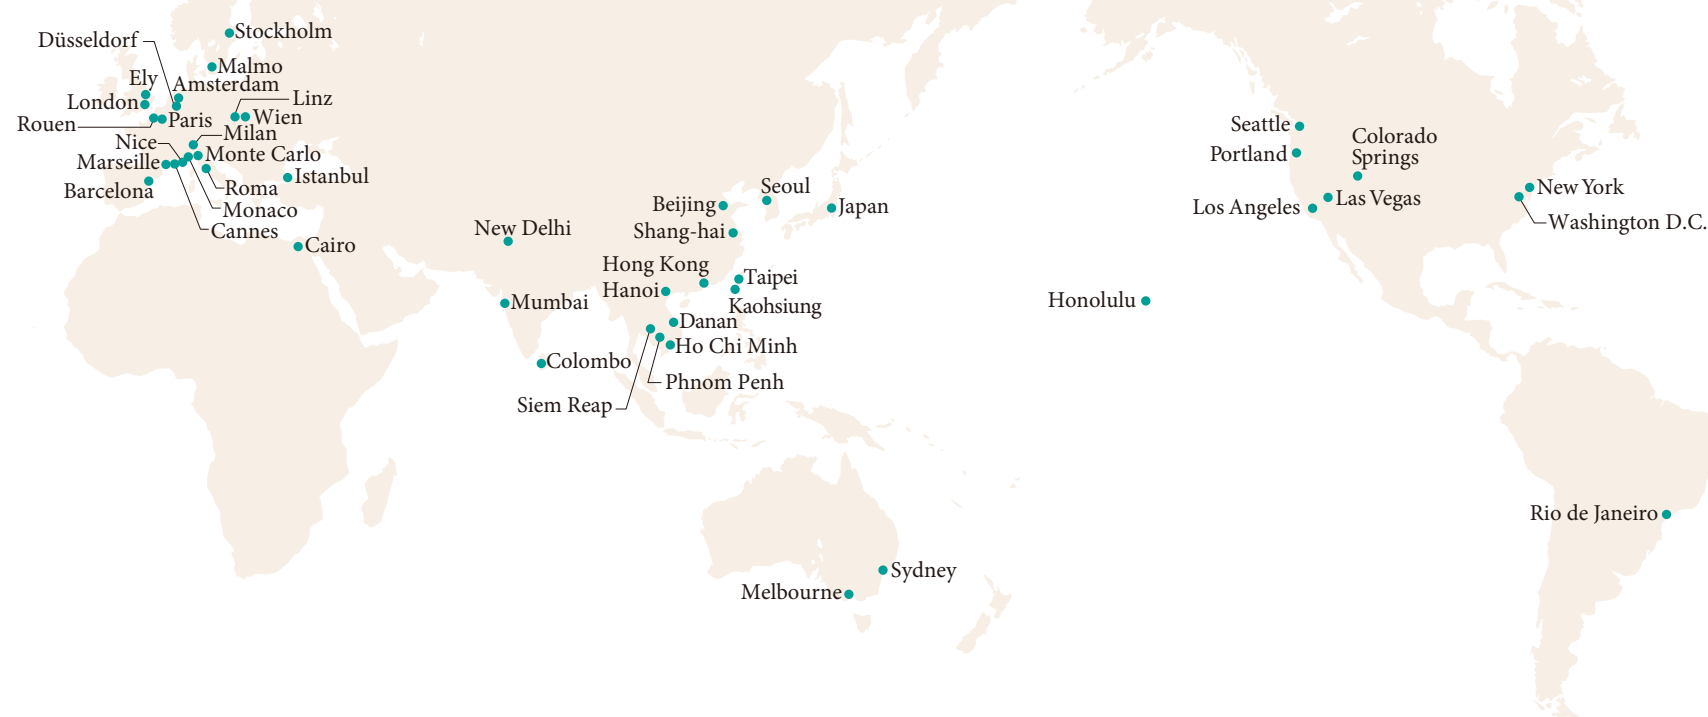 Stockholm
Düsseldorf
Malmo
Ely
Amsterdam
London
Linz
Rouen
Paris
Wien
Nice
Milan
Marseille
Monte Carlo
Barcelona
Roma
Istanbul
Monaco
Cannes
Cairo
New Delhi
Mumbai
Colombo
Beijing
Seoul
Japan
Shang-hai
Hong Kong
Taipei
Hanoi
Kaohsiung
Danan
Ho Chi Minh
Phnom Penh
Siem Reap
Sydney
Melbourne
Honolulu
Seattle
Portland
Colorado
Springs
Los Angeles
Las Vegas
New York
Washington D.C.
Rio de Janeiro